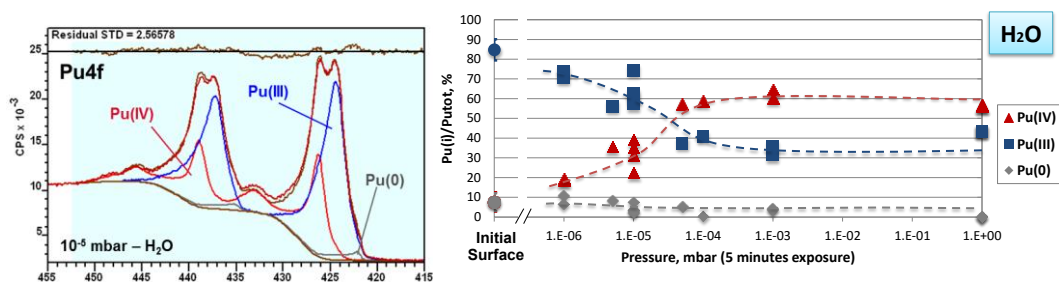 Residual STD = 2.56578
25
Pu4f
Pu(III)
20
Pu(IV)
CPS x 10⁻³
15
10
Pu(0)
5
10⁻⁵ mbar – H₂O
455 450 445 440 435 430 425 420 415
H₂O
Pu(i)/Putot, %
100
90
80
70
60
50
40
30
20
10
0
Pu(IV)
Pu(III)
Pu(0)
Initial
Surface
1.E-06 1.E-05 1.E-04 1.E-03 1.E-02 1.E-01 1.E+00
Pressure, mbar (5 minutes exposure)